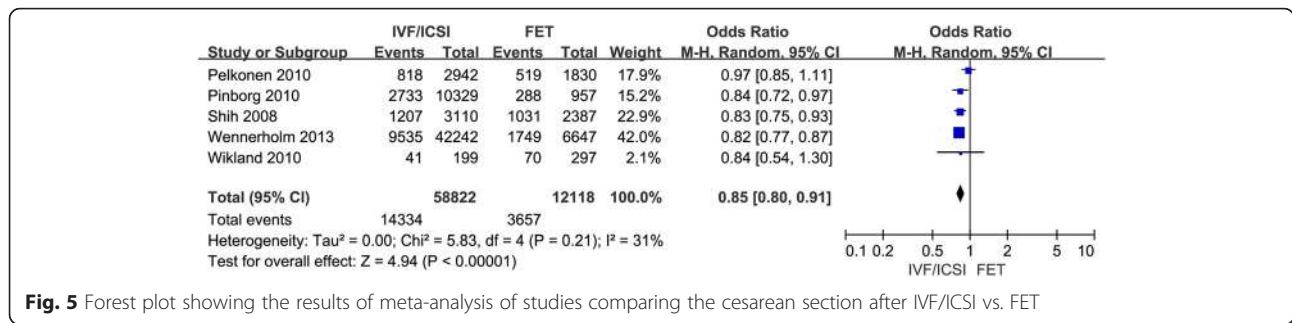 IVF/ICSI FET Odds Ratio Odds Ratio
Study or Subgroup Events Total Events Total Weight M-H, Random, 95% CI M-H, Random, 95% CI
Pelkonen 2010 818 2942 519 1830 17.9% 0.97 [0.85, 1.11]
Pinborg 2010 2733 10329 288 957 15.2% 0.84 [0.72, 0.97]
Shih 2008 1207 3110 1031 2387 22.9% 0.83 [0.75, 0.93]
Wennerholm 2013 9535 42242 1749 6647 42.0% 0.82 [0.77, 0.87]
Wikland 2010 41 199 70 297 2.1% 0.84 [0.54, 1.30]
Total (95% CI) 58822 12118 100.0% 0.85 [0.80, 0.91]
Total events 14334 3657
Heterogeneity: Tau² = 0.00; Chi² = 5.83, df = 4 (P = 0.21); I² = 31%
Test for overall effect: Z = 4.94 (P < 0.00001)
0.1 0.2 0.5 1 2 5 10
IVF/ICSI FET
Fig. 5 Forest plot showing the results of meta-analysis of studies comparing the cesarean section after IVF/ICSI vs. FET